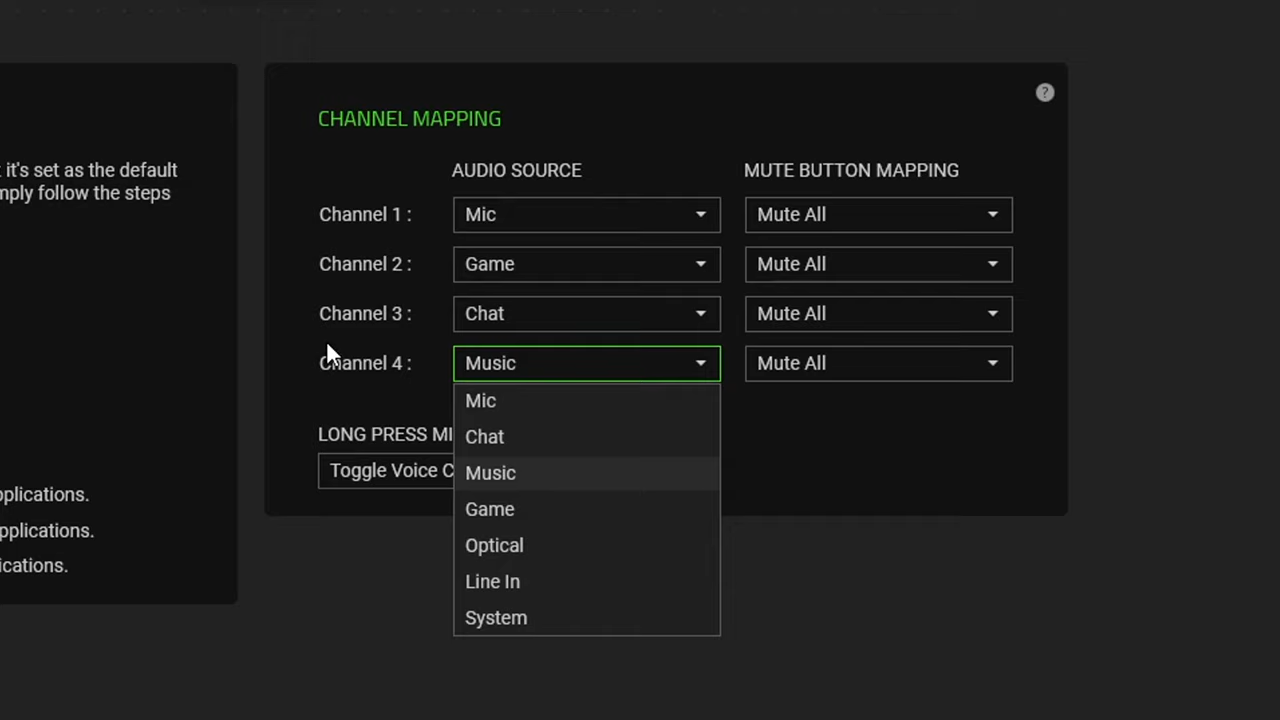 it's set as the default
mply follow the steps
pplications.
pplications.
ications.
?
CHANNEL MAPPING
AUDIO SOURCE MUTE BUTTON MAPPING
Channel 1 : Mic Mute All
Channel 2 : Game Mute All
Channel 3 : Chat Mute All
Channel 4 : Music Mute All
Mic
Chat
Music
Game
Optical
Line In
System
LONG PRESS MI
Toggle Voice C